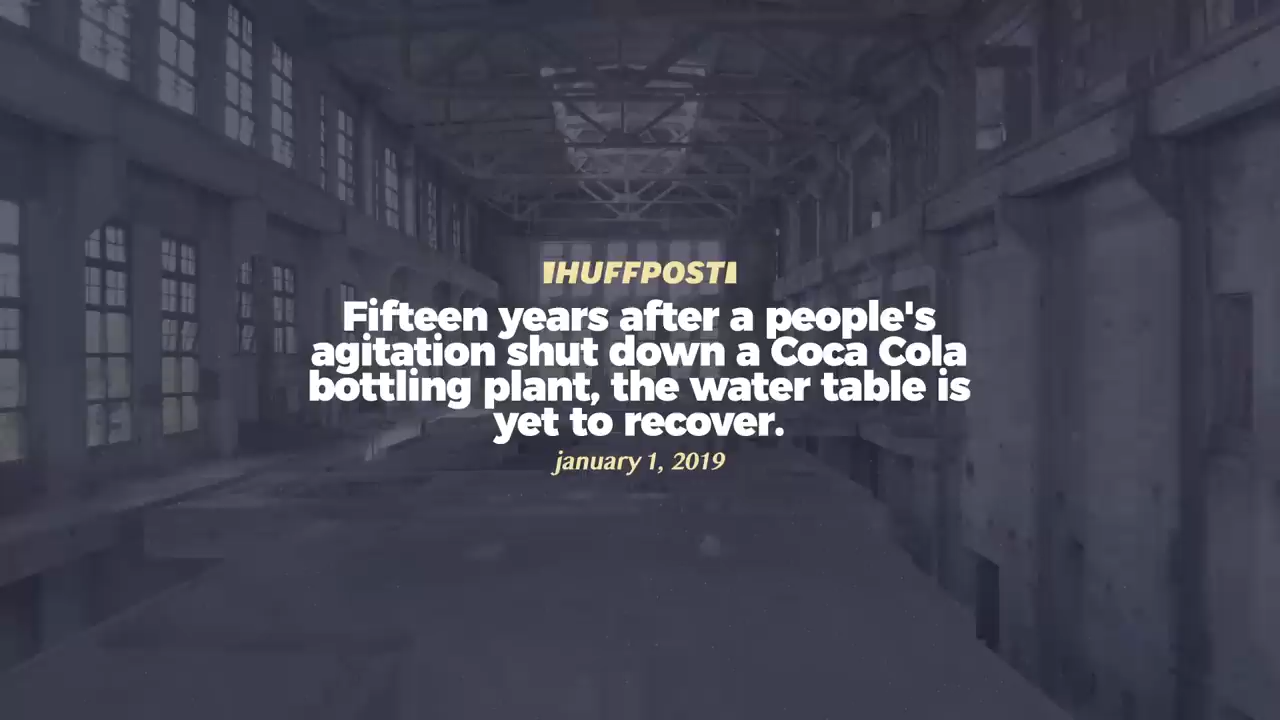 HUFFPOST
Fifteen years after a people's
agitation shut down a Coca Cola
bottling plant, the water table is
yet to recover.
january 1, 2019